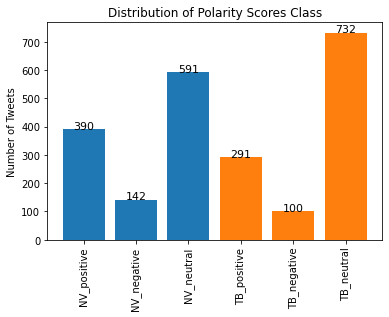 Distribution of Polarity Scores Class
Number of Tweets
700
600
500
400
300
200
100
0
390
142
591
291
100
732
NV_positive
NV_negative
NV_neutral
TB_positive
TB_negative
TB_neutral